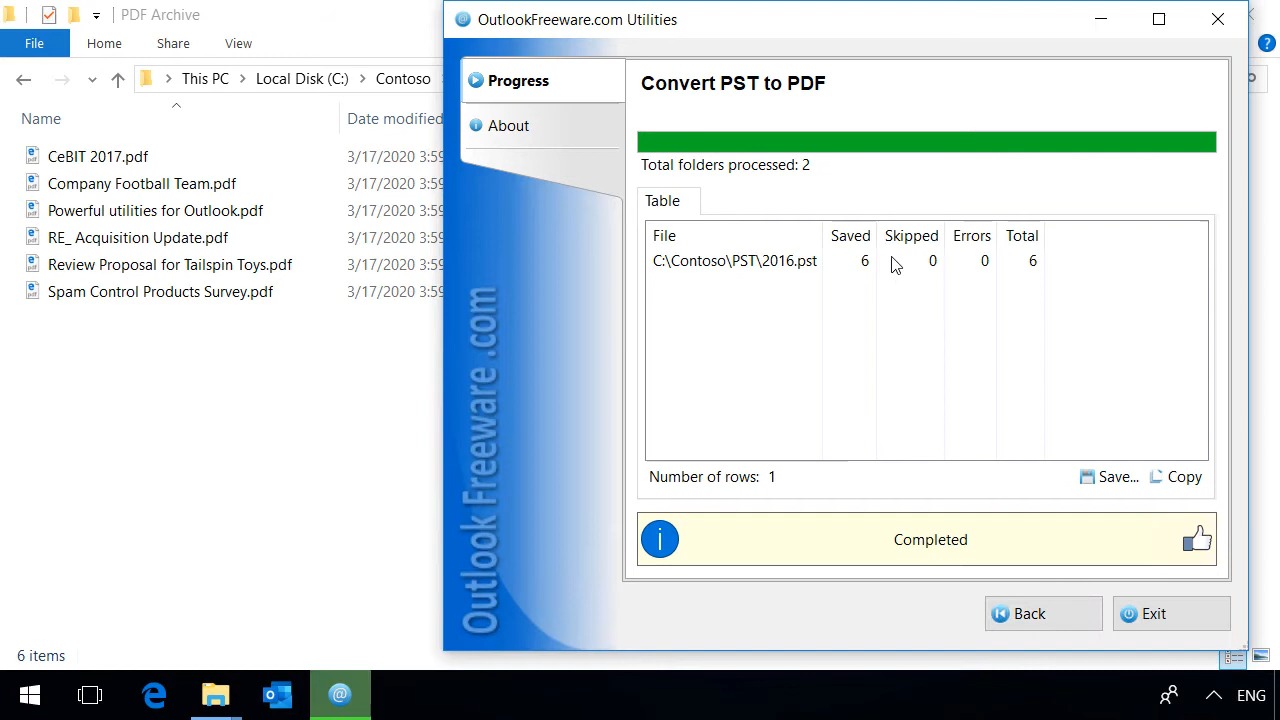 PDF Archive
File Home Share View
This PC Local Disk (C:) Contoso
Name Date modified
CeBIT 2017.pdf 3/17/2020 3:59
Company Football Team.pdf 3/17/2020 3:59
Powerful utilities for Outlook.pdf 3/17/2020 3:59
RE_ Acquisition Update.pdf 3/17/2020 3:59
Review Proposal for Tailspin Toys.pdf 3/17/2020 3:59
Spam Control Products Survey.pdf 3/17/2020 3:59
6 items
OutlookFreeware.com Utilities
Progress
About
Outlook Freeware .com
Convert PST to PDF
Total folders processed: 2
Table
File Saved Skipped Errors Total
C:\Contoso\PST\2016.pst 6 0 0 6
Number of rows: 1 Save... Copy
Completed
Back Exit
ENG